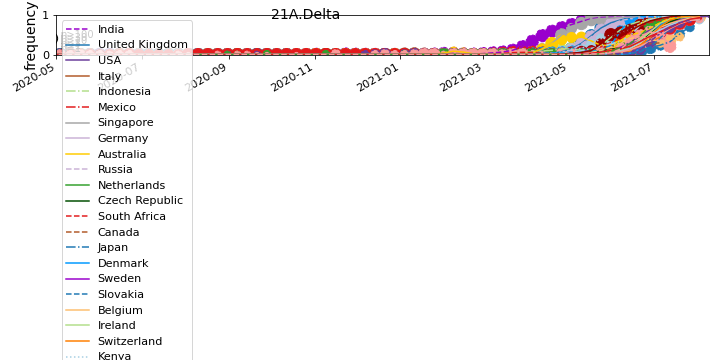 21A.Delta
frequency
1
0
2020-05
2020-07
2020-09
2020-11
2021-01
2021-03
2021-05
2021-07
India
United Kingdom
USA
Italy
Indonesia
Mexico
Singapore
Germany
Australia
Russia
Netherlands
Czech Republic
South Africa
Canada
Japan
Denmark
Sweden
Slovakia
Belgium
Ireland
Switzerland
Kenya